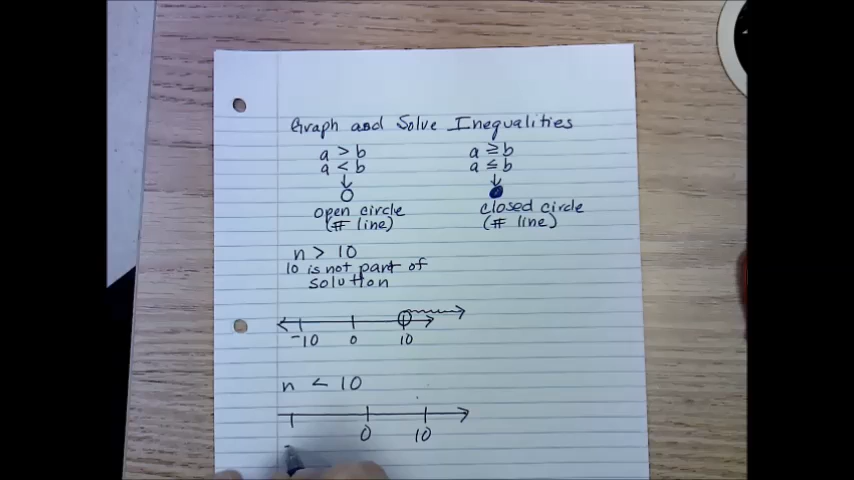 Graph and Solve Inequalities
a > b a ≥ b
a < b a ≤ b
open circle closed circle
(# line) (# line)
n > 10
10 is not part of
solution
-10 0 10
n < 10
0 10